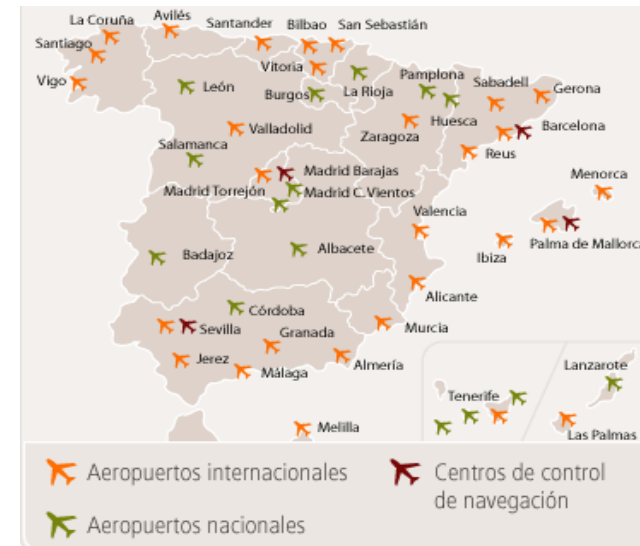 La Coruña
Avilés
Santander
Bilbao
San Sebastián
Santiago
Vitoria
Pamplona
Vigo
León
Burgos
La Rioja
Sabadell
Gerona
Huesca
Valladolid
Zaragoza
Barcelona
Salamanca
Reus
Madrid Barajas
Menorca
Madrid Torrejón
Madrid C.Vientos
Valencia
Badajoz
Albacete
Ibiza
Palma de Mallorca
Alicante
Córdoba
Sevilla
Granada
Murcia
Jerez
Málaga
Almería
Lanzarote
Tenerife
Melilla
Las Palmas
Aeropuertos internacionales
Centros de control
de navegación
Aeropuertos nacionales